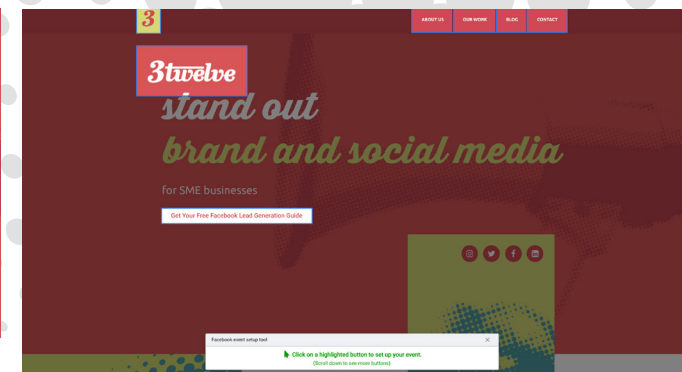 3
ABOUT US
OUR WORK
BLOG
CONTACT
3twelve
stand out
brand and social media
for SME businesses
Get Your Free Facebook Lead Generation Guide
Facebook event setup tool
Click on a highlighted button to set up your event.
(Scroll down to see more buttons)